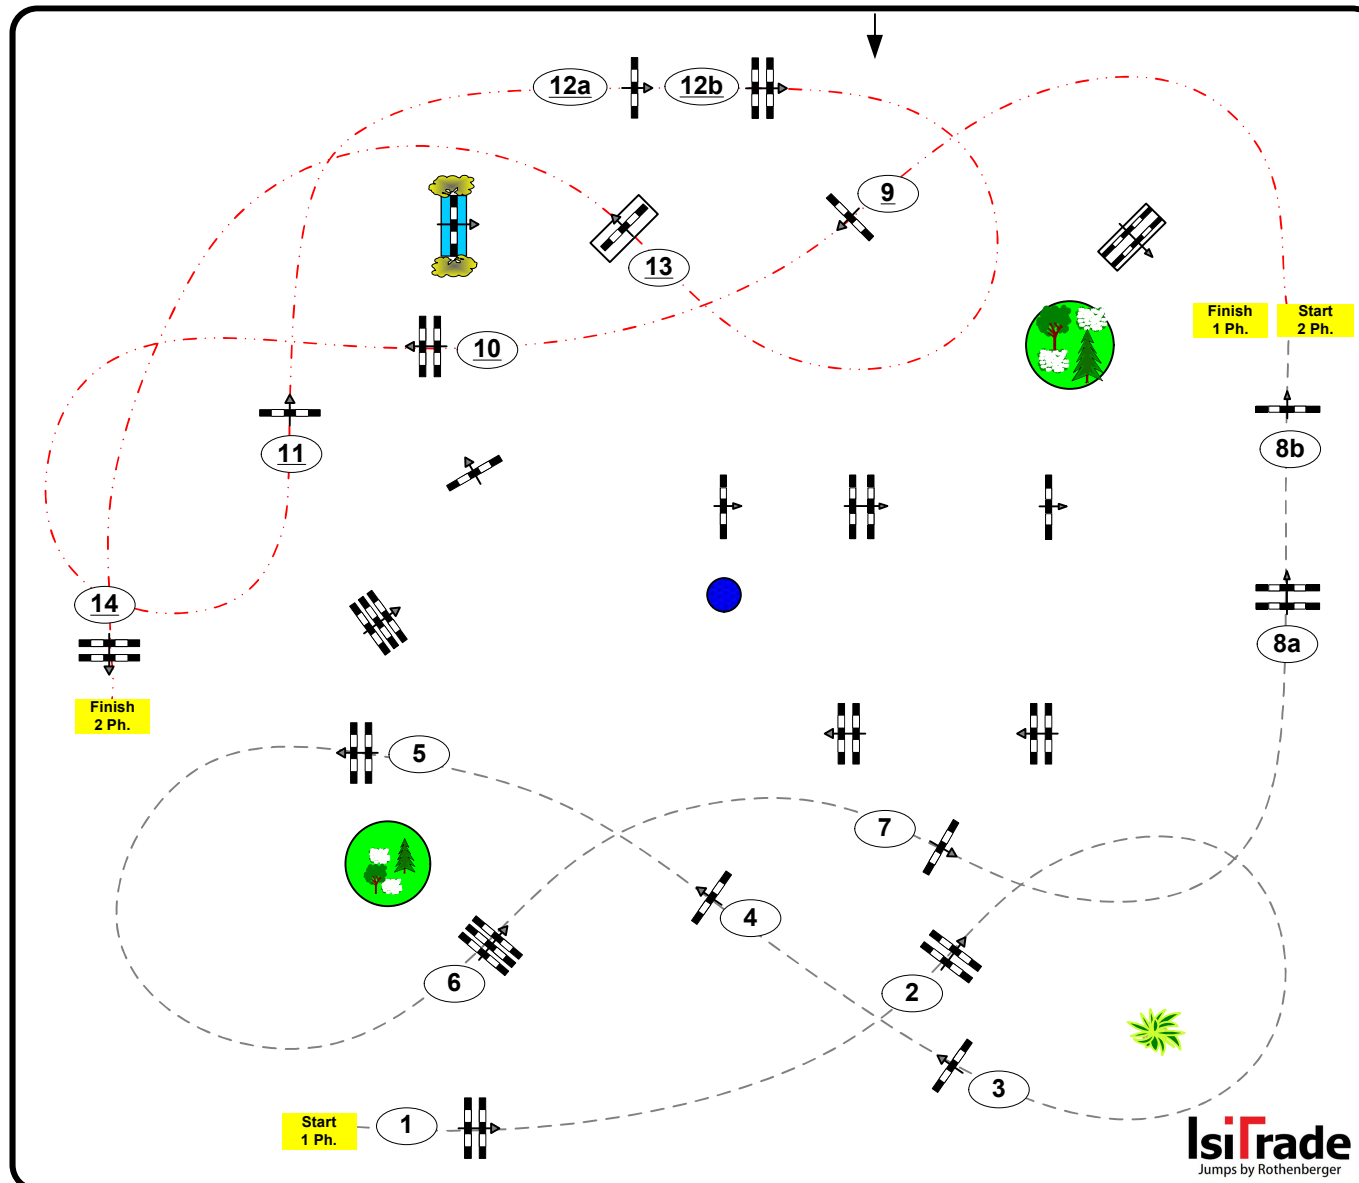 12a
12b
9
13
Finish
1 Ph.
Start
2 Ph.
10
11
8b
14
8a
Finish
2 Ph.
5
7
4
6
2
3
Start
1 Ph.
1
IsiTrade
Jumps by Rothenberger